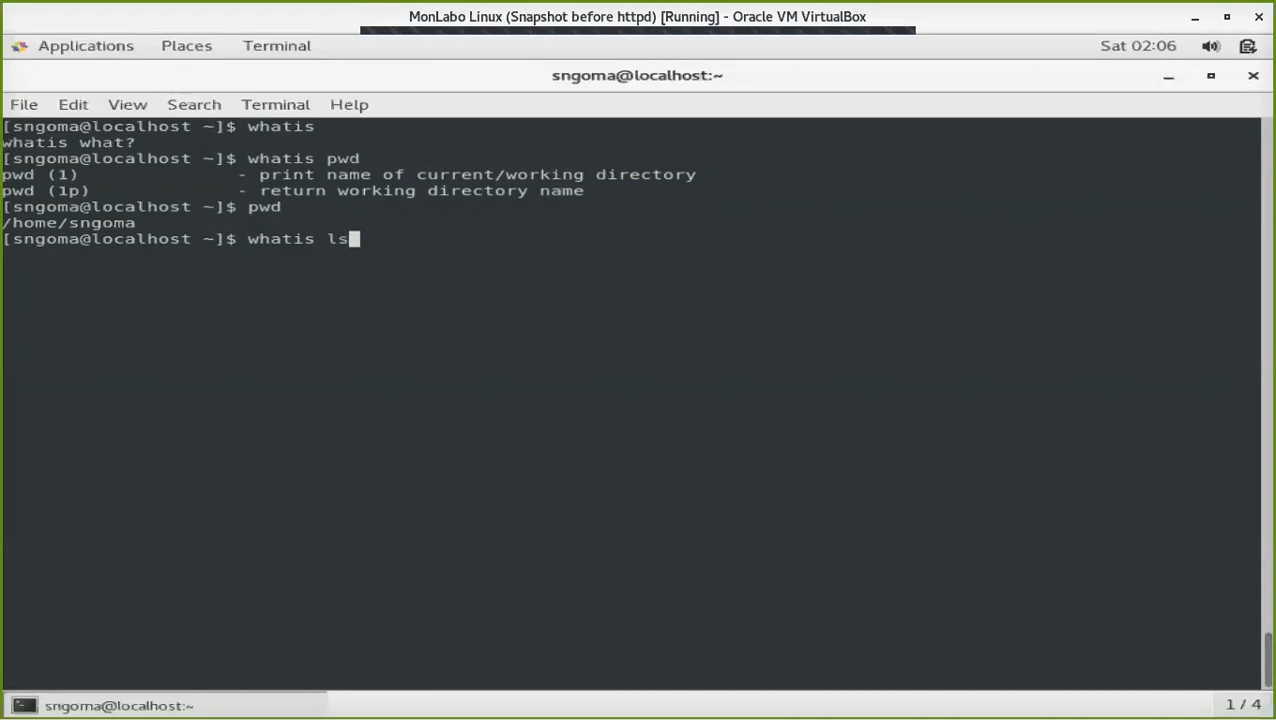 MonLabo Linux (Snapshot before httpd) [Running] - Oracle VM VirtualBox
Applications Places Terminal Sat 02:06
sngoma@localhost:~
File Edit View Search Terminal Help
[sngoma@localhost ~]$ whatis
whatis what?
[sngoma@localhost ~]$ whatis pwd
pwd (1) - print name of current/working directory
pwd (1p) - return working directory name
[sngoma@localhost ~]$ pwd
/home/sngoma
[sngoma@localhost ~]$ whatis ls
sngoma@localhost:~ 1 / 4